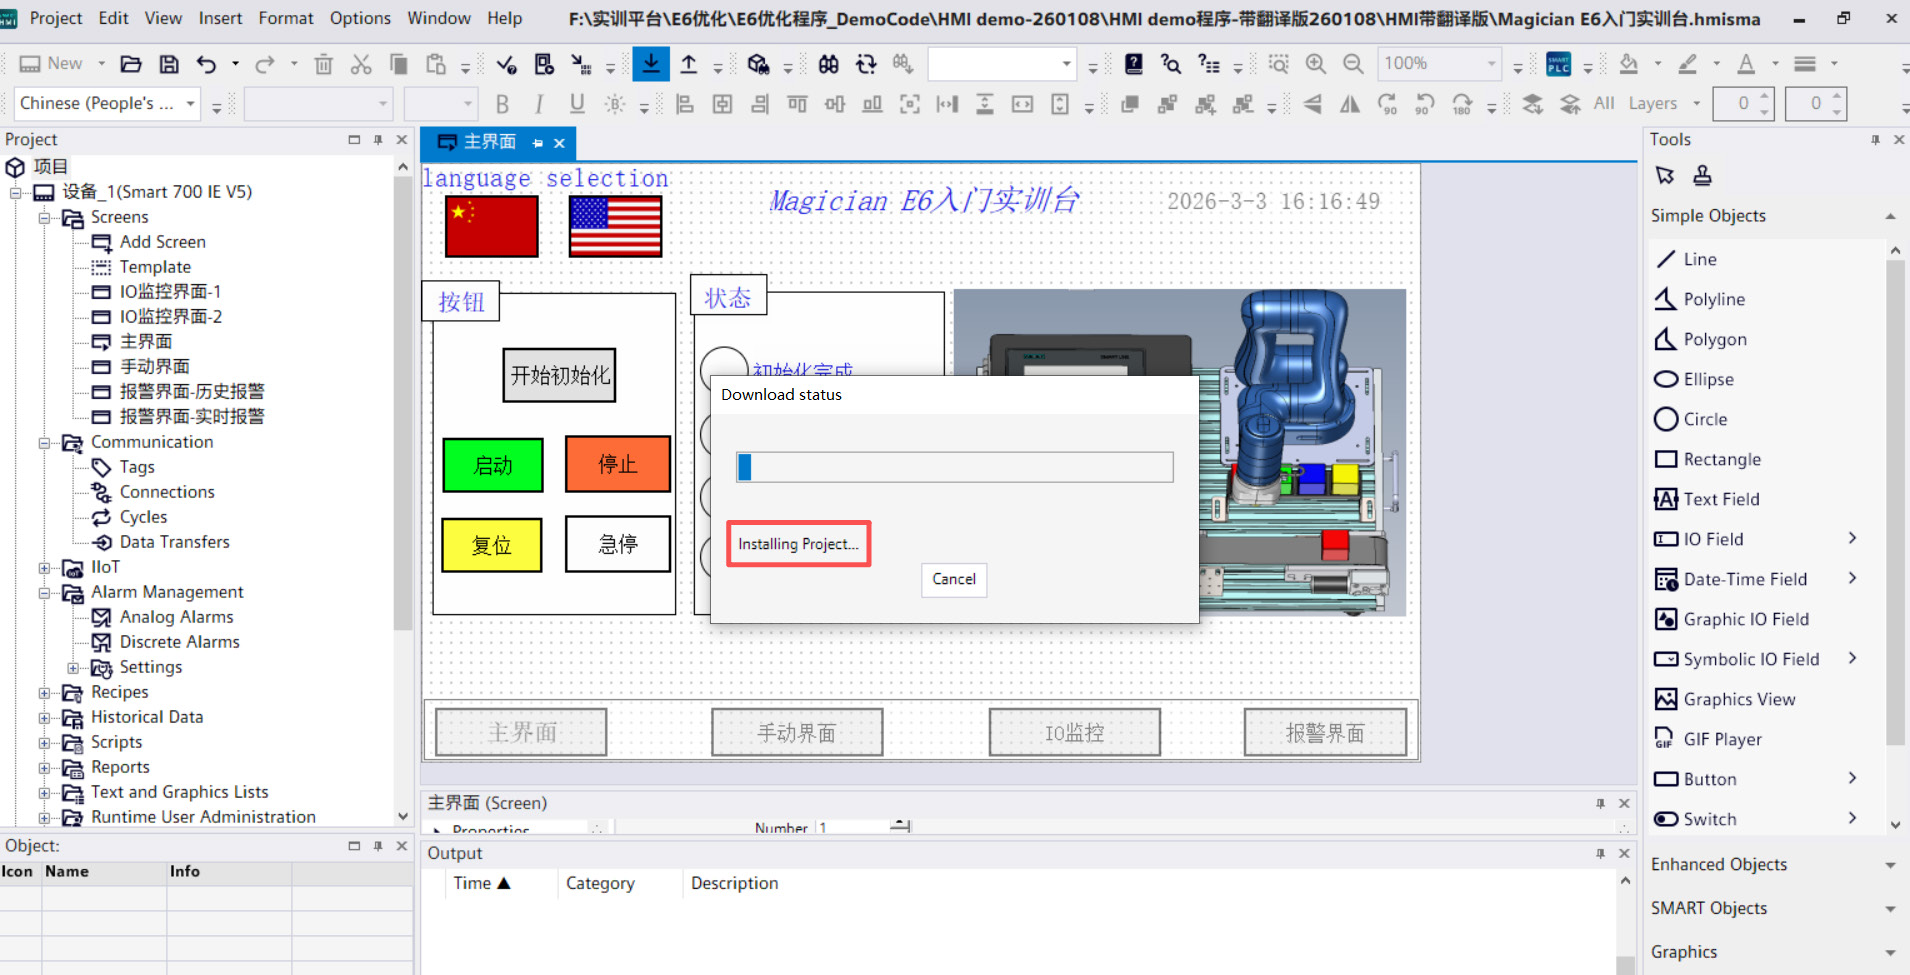 Project Edit View Insert Format Options Window Help F:\实训平台\E6优化\E6优化程序_DemoCode\HMI demo-260108\HMI demo程序-带翻译版260108\HMI带翻译版\Magician E6入门实训台.hmisma
New 100%
Chinese (People's ... B I U 90 90 180 All Layers 0 0
Project
项目
设备_1(Smart 700 IE V5)
Screens
Add Screen
Template
IO监控界面-1
IO监控界面-2
主界面
手动界面
报警界面-历史报警
报警界面-实时报警
Communication
Tags
Connections
Cycles
Data Transfers
IIoT
Alarm Management
Analog Alarms
Discrete Alarms
Settings
Recipes
Historical Data
Scripts
Reports
Text and Graphics Lists
Runtime User Administration
Object:
Icon Name Info
主界面
language selection
Magician E6入门实训台
2026-3-3 16:16:49
按钮
状态
开始初始化
初始化完成
启动
停止
复位
急停
Download status
Installing Project...
Cancel
主界面
手动界面
IO监控
报警界面
主界面 (Screen)
Properties
Number 1
Output
Time ▲ Category Description
Tools
Simple Objects
Line
Polyline
Polygon
Ellipse
Circle
Rectangle
Text Field
IO Field
Date-Time Field
Graphic IO Field
Symbolic IO Field
Graphics View
GIF Player
Button
Switch
Enhanced Objects
SMART Objects
Graphics